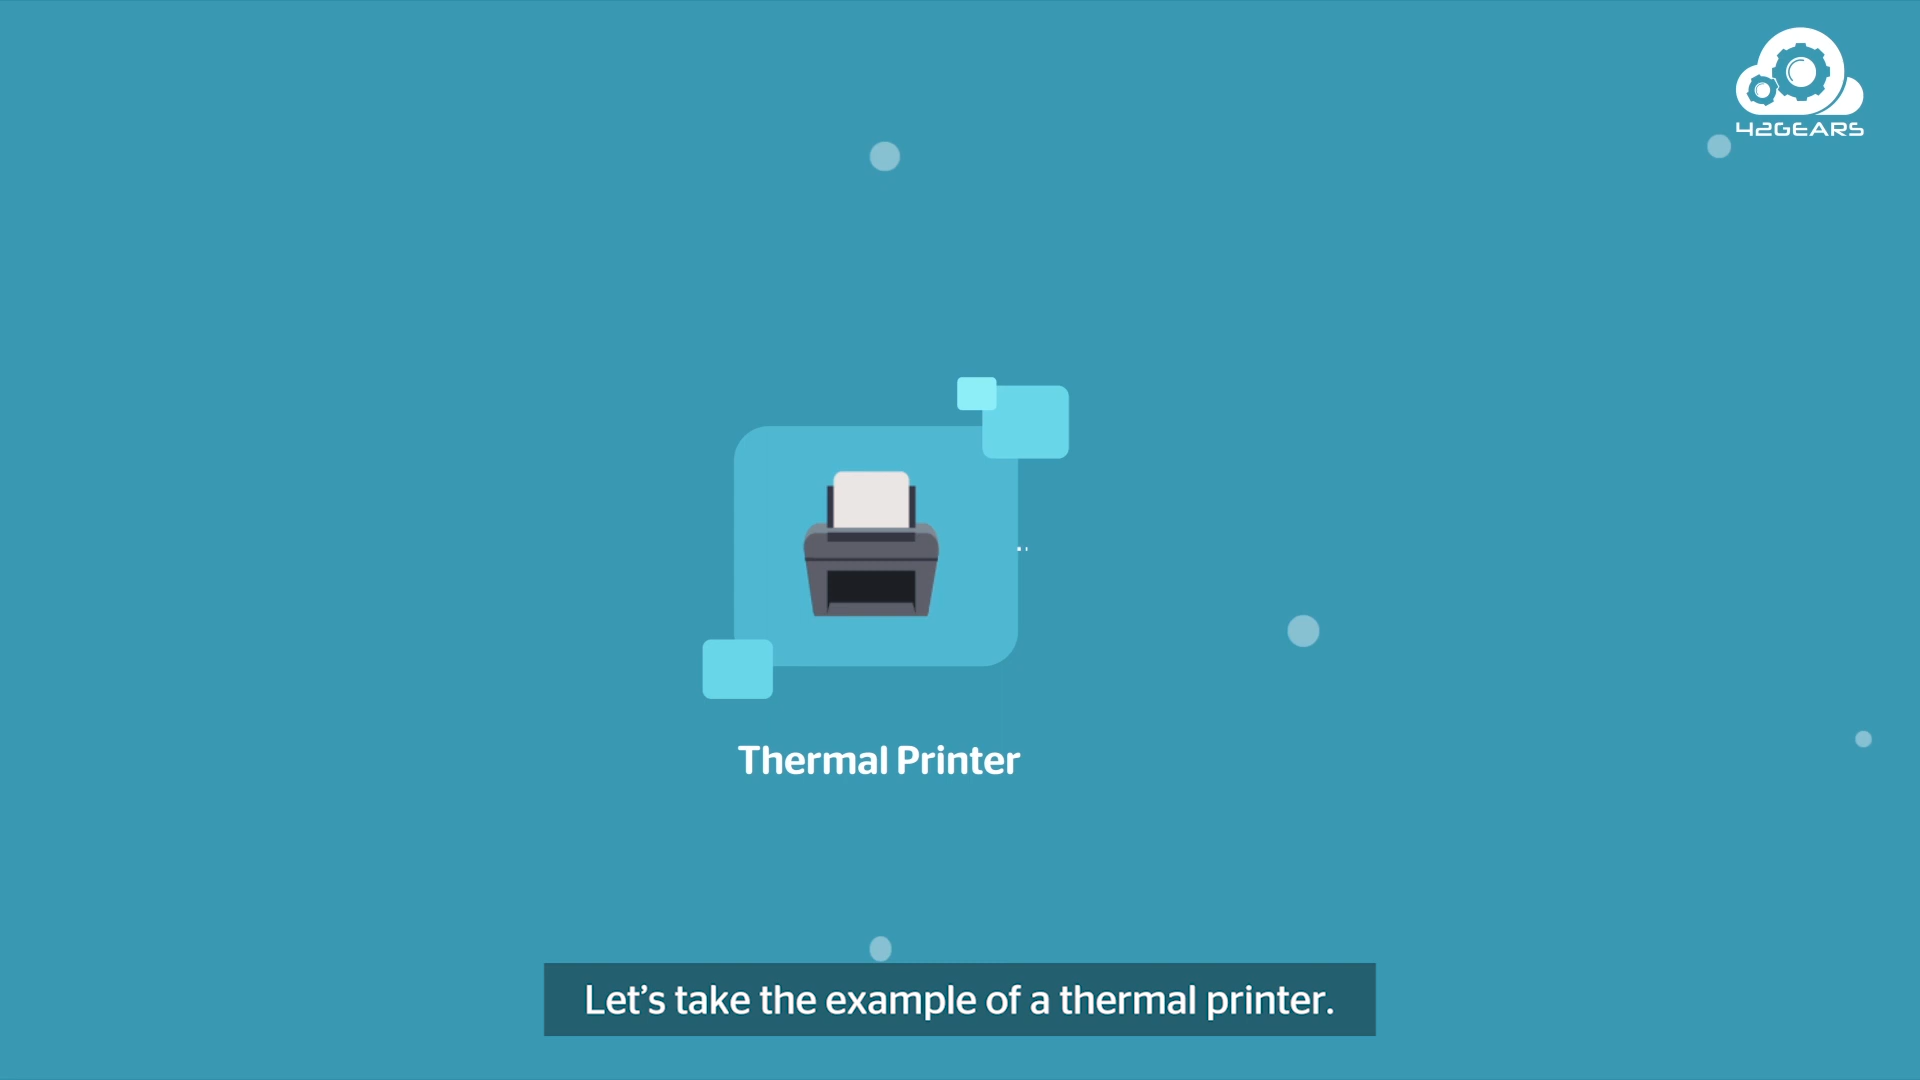 42GEARS
Thermal Printer
Let’s take the example of a thermal printer.